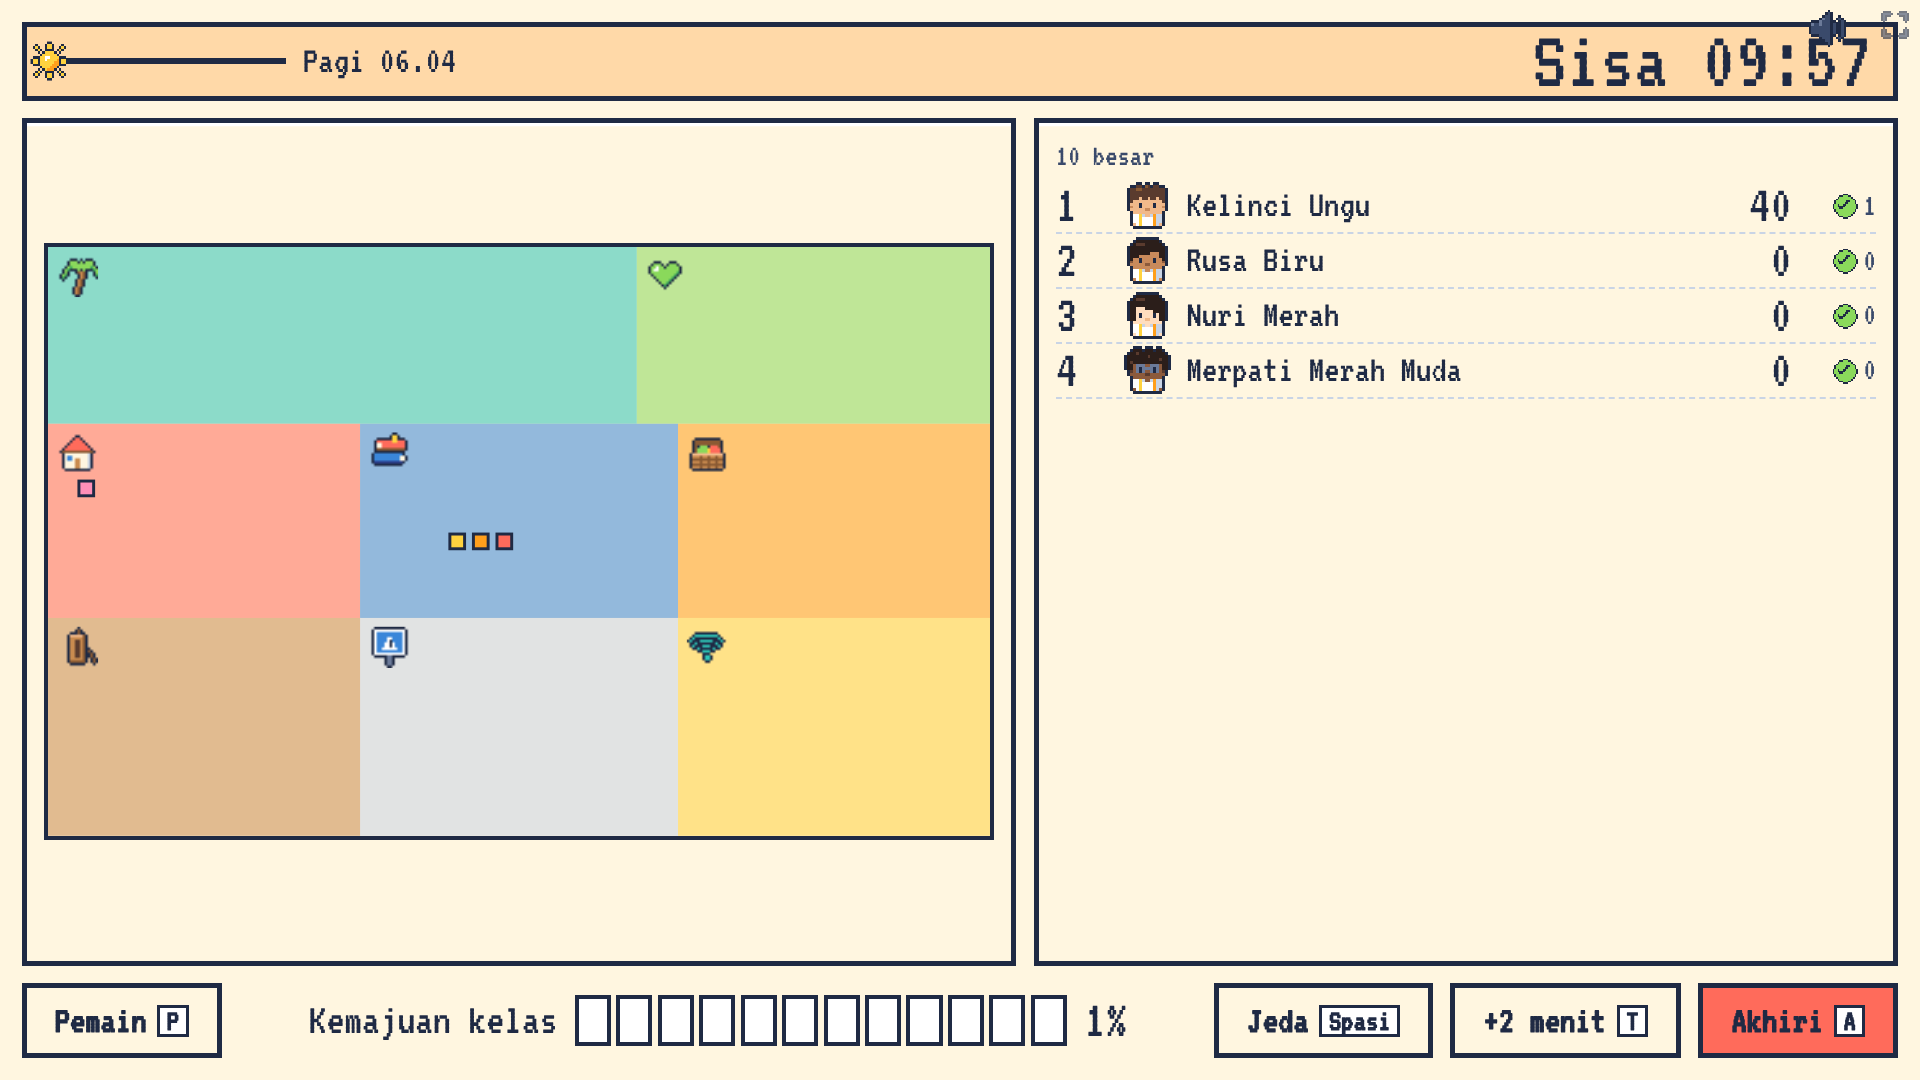 Pagi 06.04
Sisa 09:57
10 besar
1 Kelinci Ungu 40 1
2 Rusa Biru 0 0
3 Nuri Merah 0 0
4 Merpati Merah Muda 0 0
Pemain P
Kemajuan kelas 1%
Jeda Spasi
+2 menit T
Akhiri A